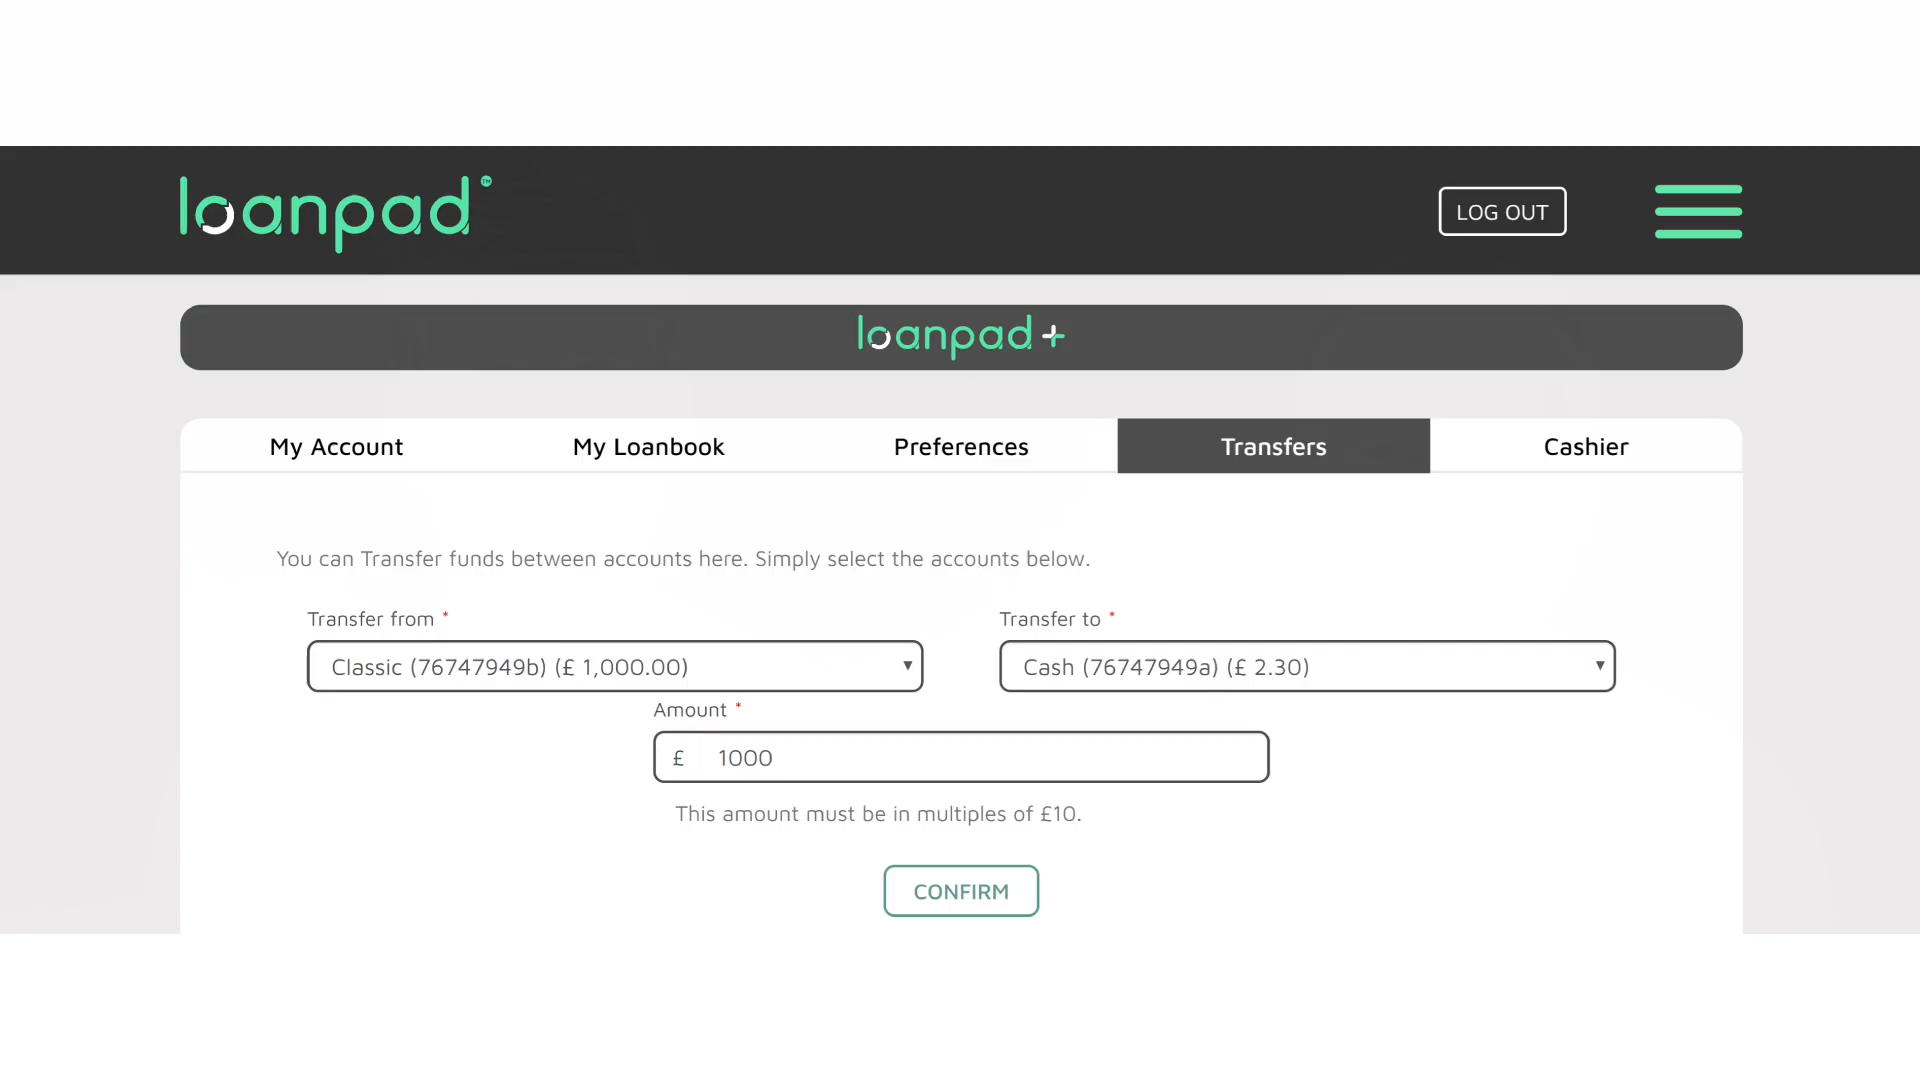 loanpad™
LOG OUT
loanpad+
My Account
My Loanbook
Preferences
Transfers
Cashier
You can Transfer funds between accounts here. Simply select the accounts below.
Transfer from *
Transfer to *
Classic (76747949b) (£ 1,000.00)
Cash (76747949a) (£ 2.30)
Amount *
£ 1000
This amount must be in multiples of £10.
CONFIRM